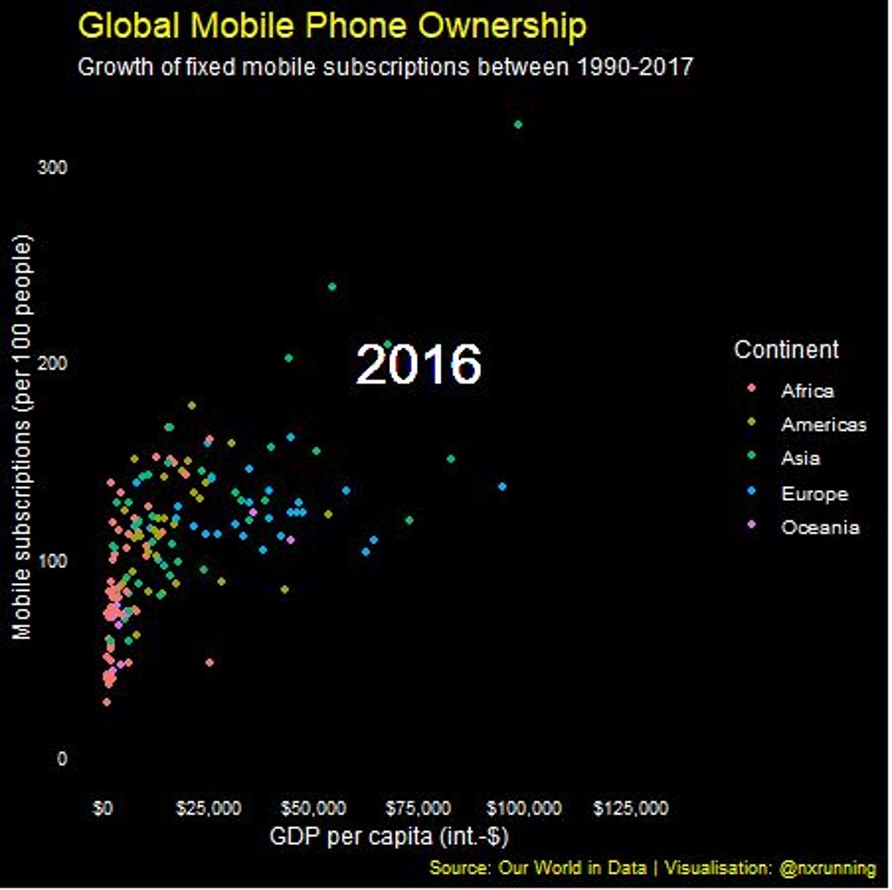 Global Mobile Phone Ownership
Growth of fixed mobile subscriptions between 1990-2017
300
200
100
0
Mobile subscriptions (per 100 people)
2016
Continent
Africa
Americas
Asia
Europe
Oceania
$0 $25,000 $50,000 $75,000 $100,000 $125,000
GDP per capita (int.-$)
Source: Our World in Data | Visualisation: @nxrunning